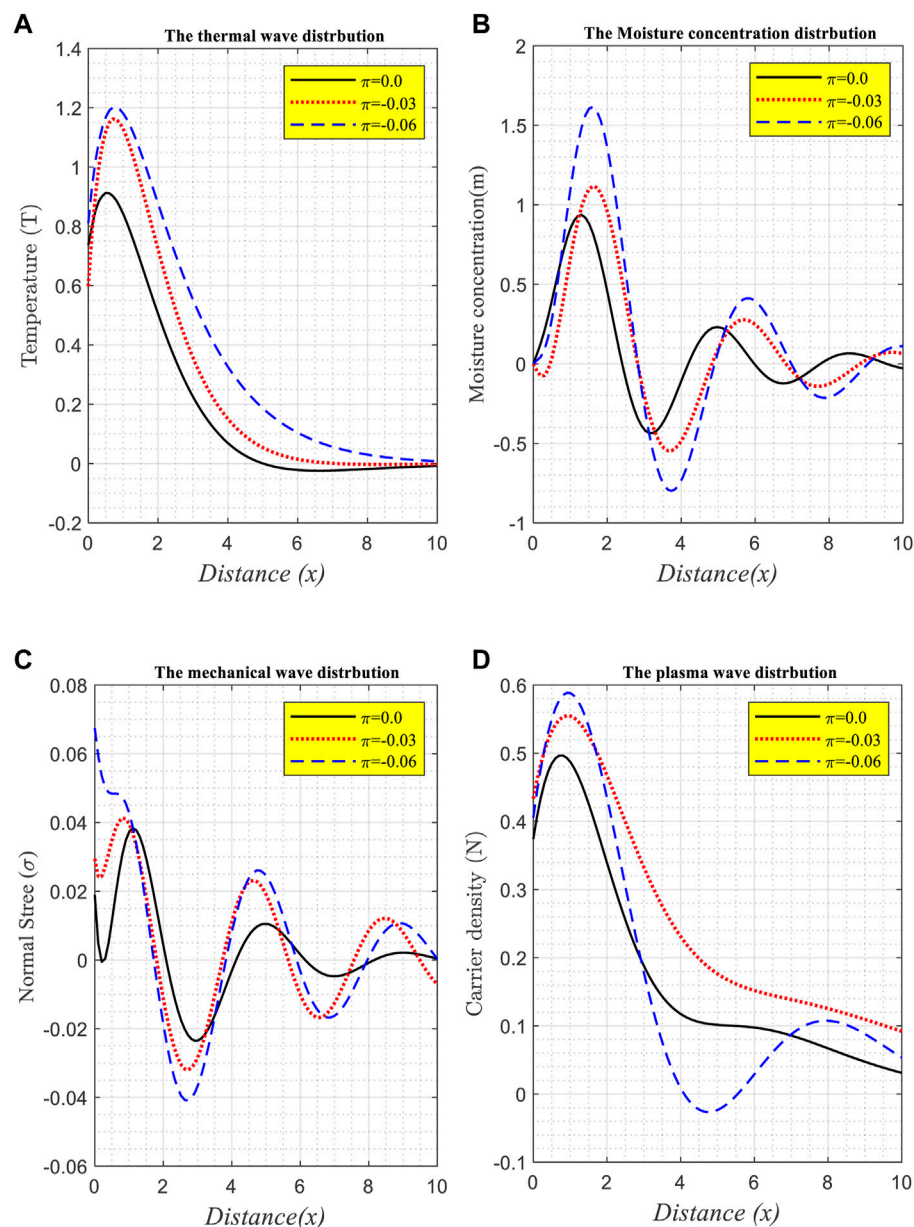 A
The thermal wave distrbution
1.4
1.2
1
0.8
0.6
0.4
0.2
0
-0.2
Temperature (T)
π=0.0
π=-0.03
π=-0.06
0 2 4 6 8 10
Distance (x)
B
The Moisture concentration distrbution
2
1.5
1
0.5
0
-0.5
-1
Moisture concentration(m)
π=0.0
π=-0.03
π=-0.06
0 2 4 6 8 10
Distance(x)
C
The mechanical wave distrbution
0.08
0.06
0.04
0.02
0
-0.02
-0.04
-0.06
Normal Stree (σ)
π=0.0
π=-0.03
π=-0.06
0 2 4 6 8 10
Distance(x)
D
The plasma wave distrbution
0.6
0.5
0.4
0.3
0.2
0.1
0
-0.1
Carrier density (N)
π=0.0
π=-0.03
π=-0.06
0 2 4 6 8 10
Distance (x)